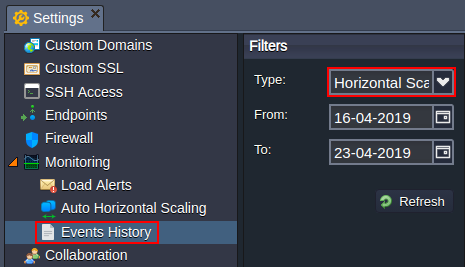 Settings
Custom Domains
Custom SSL
SSH Access
Endpoints
Firewall
Monitoring
Load Alerts
Auto Horizontal Scaling
Events History
Collaboration
Filters
Type: Horizontal Sca
From: 16-04-2019
To: 23-04-2019
Refresh